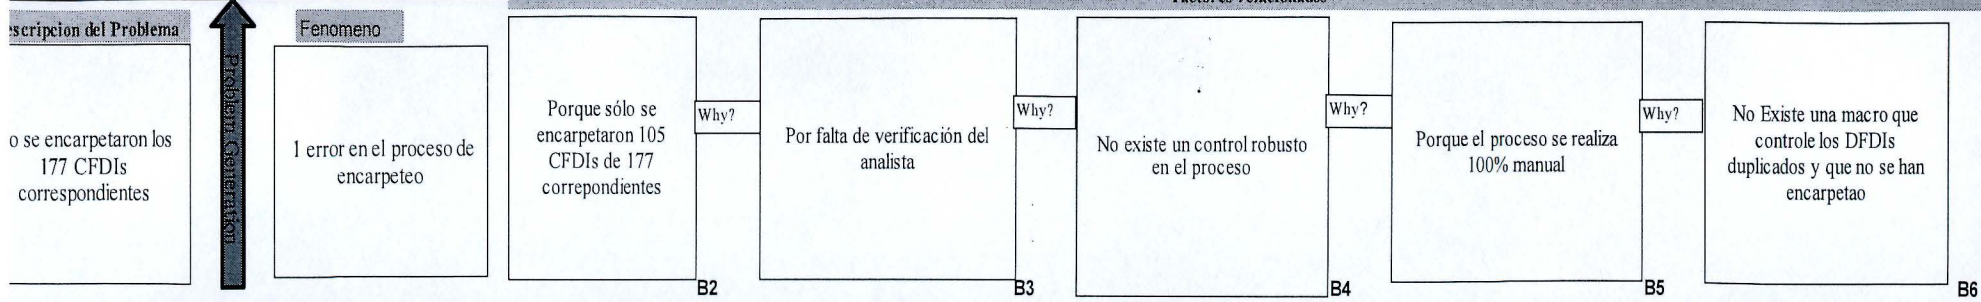 Factores relacionados
scripcion del Problema
Fenomeno
o se encarpetaron los
177 CFDIs
correspondientes
Problem Generation
1 error en el proceso de
encarpeteo
Porque sólo se
encarpetaron 105
CFDIs de 177
correpondientes
Why?
B2
Por falta de verificación del
analista
Why?
B3
No existe un control robusto
en el proceso
Why?
B4
Porque el proceso se realiza
100% manual
Why?
B5
No Existe una macro que
controle los DFDIs
duplicados y que no se han
encarpetao
B6